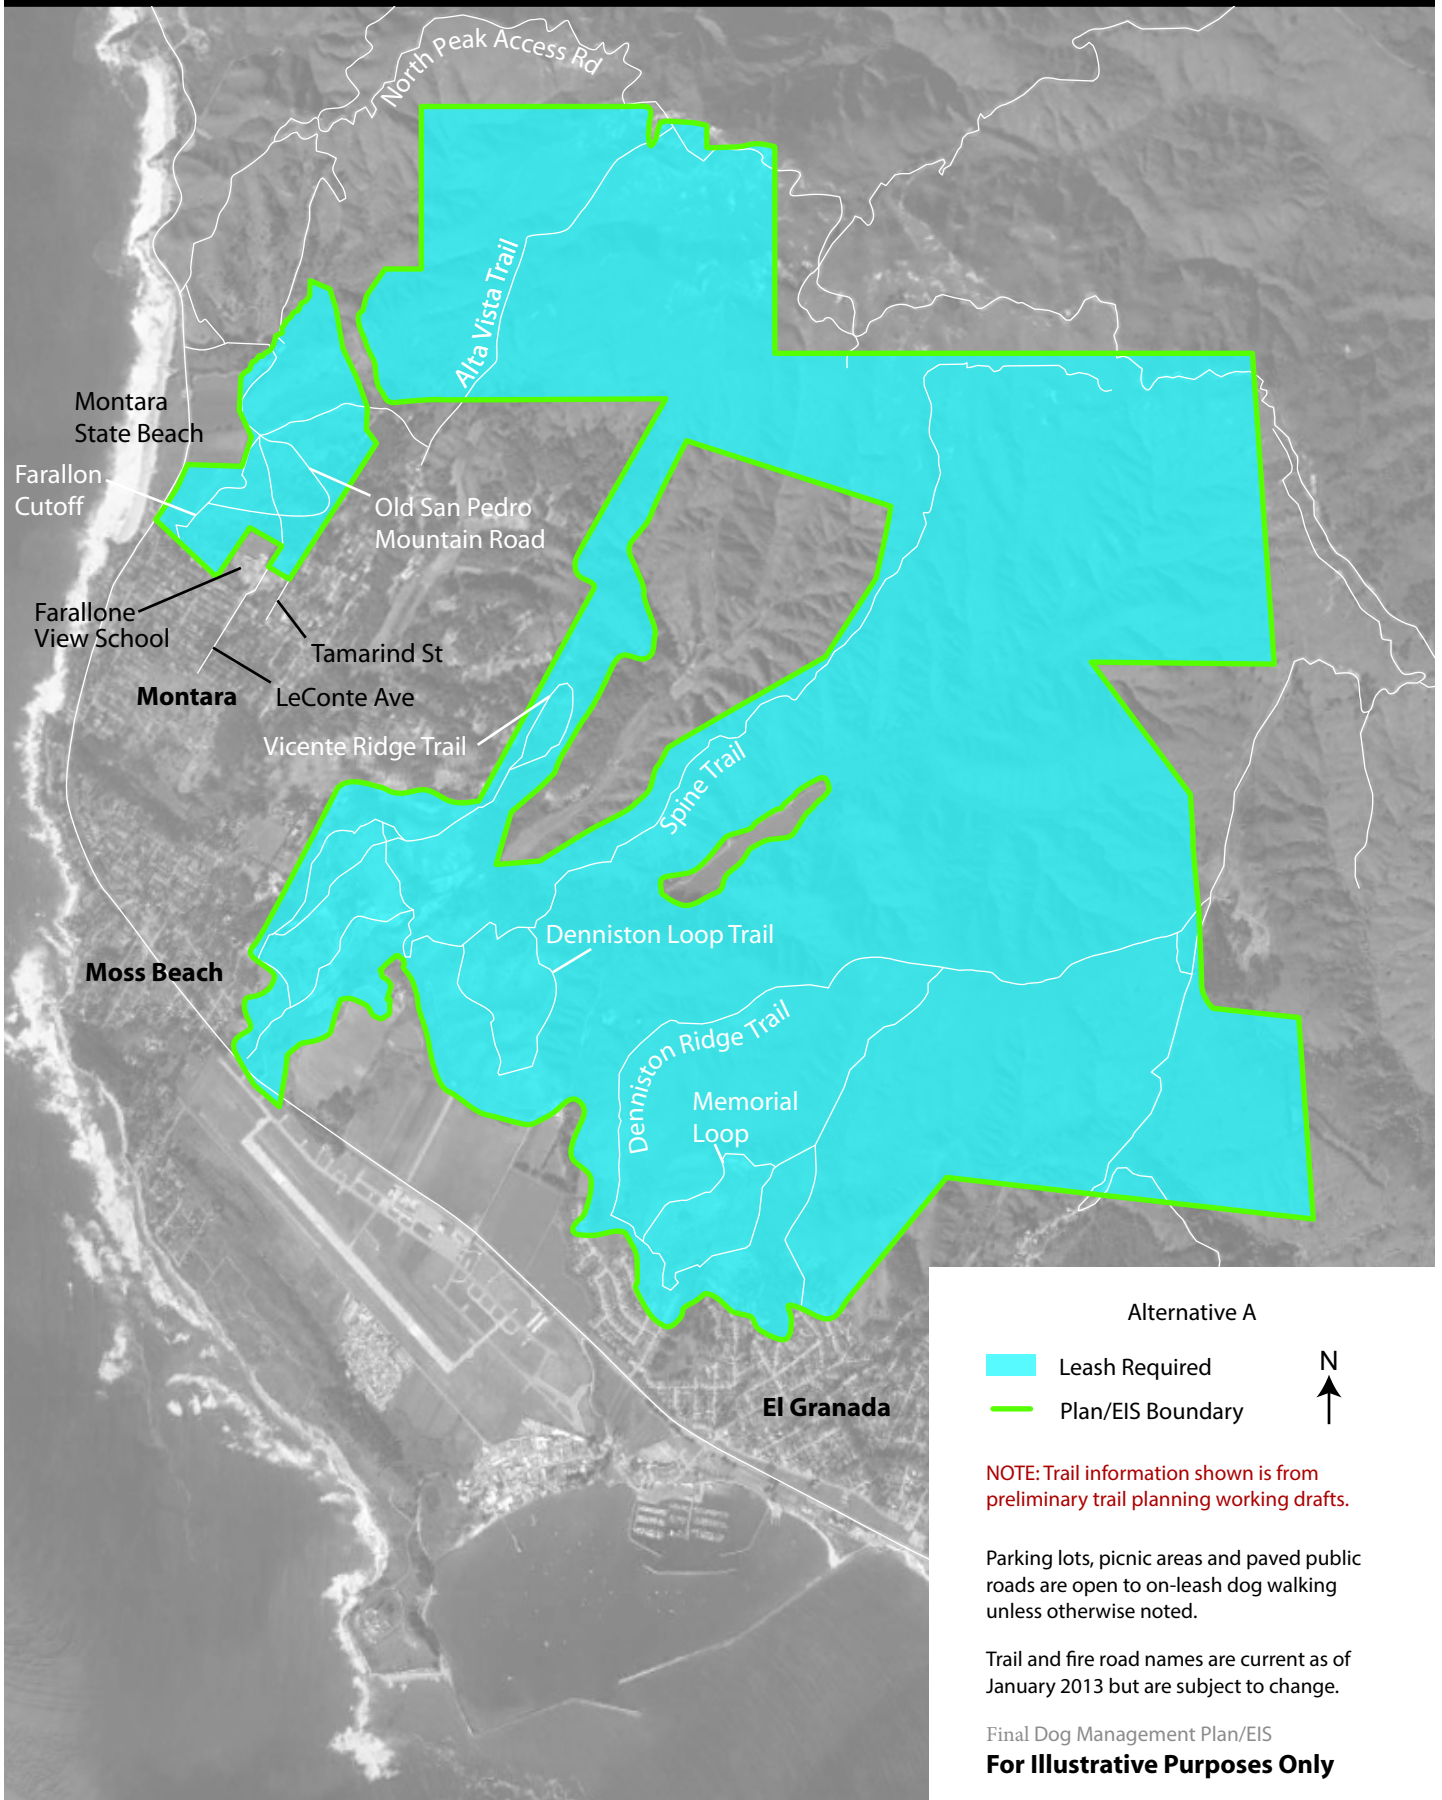 North Peak Access Rd
Alta Vista Trail
Montara
State Beach
Farallon
Cutoff
Old San Pedro
Mountain Road
Farallone
View School
Tamarind St
Montara
LeConte Ave
Vicente Ridge Trail
Spine Trail
Denniston Loop Trail
Moss Beach
Denniston Ridge Trail
Memorial
Loop
El Granada
Alternative A
Leash Required
N
Plan/EIS Boundary
NOTE: Trail information shown is from
preliminary trail planning working drafts.
Parking lots, picnic areas and paved public
roads are open to on-leash dog walking
unless otherwise noted.
Trail and fire road names are current as of
January 2013 but are subject to change.
Final Dog Management Plan/EIS
For Illustrative Purposes Only